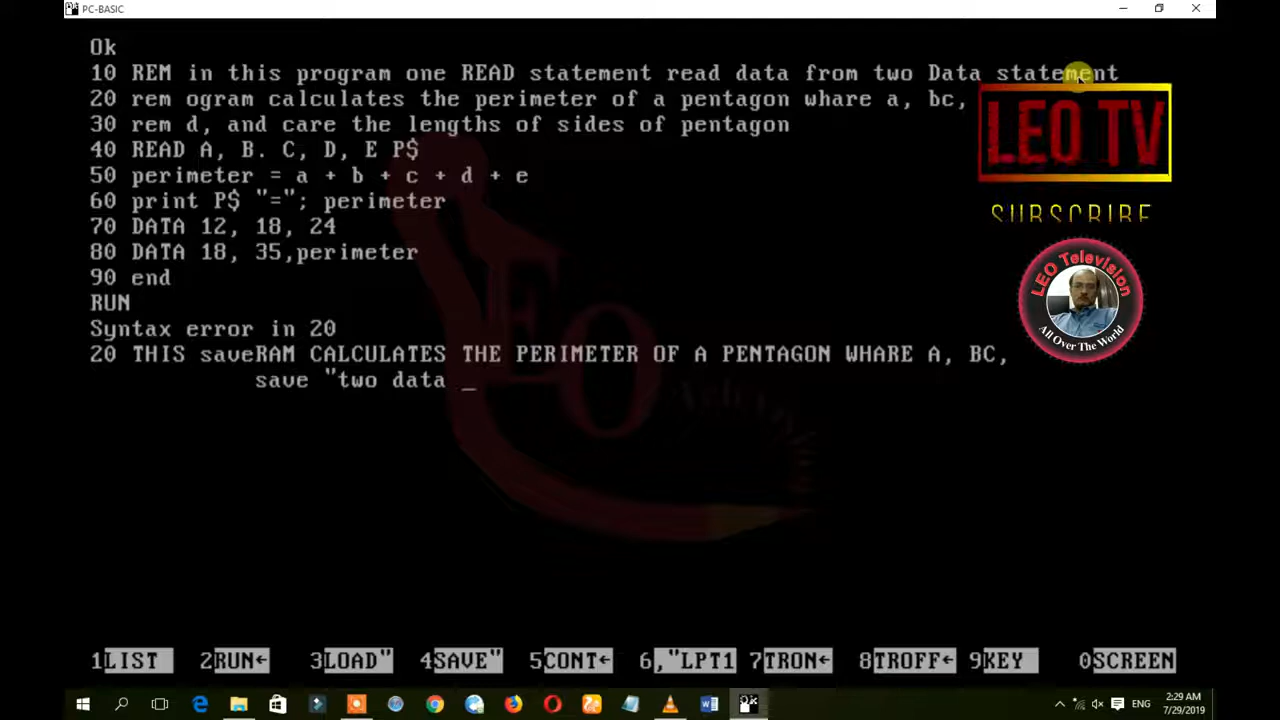 PC-BASIC
Ok
10 REM in this program one READ statement read data from two Data statement
20 rem ogram calculates the perimeter of a pentagon whare a, bc,
30 rem d, and care the lengths of sides of pentagon
40 READ A, B. C, D, E P$
50 perimeter = a + b + c + d + e
60 print P$ "="; perimeter
70 DATA 12, 18, 24
80 DATA 18, 35,perimeter
90 end
RUN
Syntax error in 20
20 THIS saveRAM CALCULATES THE PERIMETER OF A PENTAGON WHARE A, BC,
save "two data _
LEO TV
SUBSCRIBE
LEO Television
All Over The World
LEO
Television
1LIST 2RUN← 3LOAD" 4SAVE" 5CONT← 6,"LPT1 7TRON← 8TROFF← 9KEY 0SCREEN
ENG
2:29 AM
7/29/2019